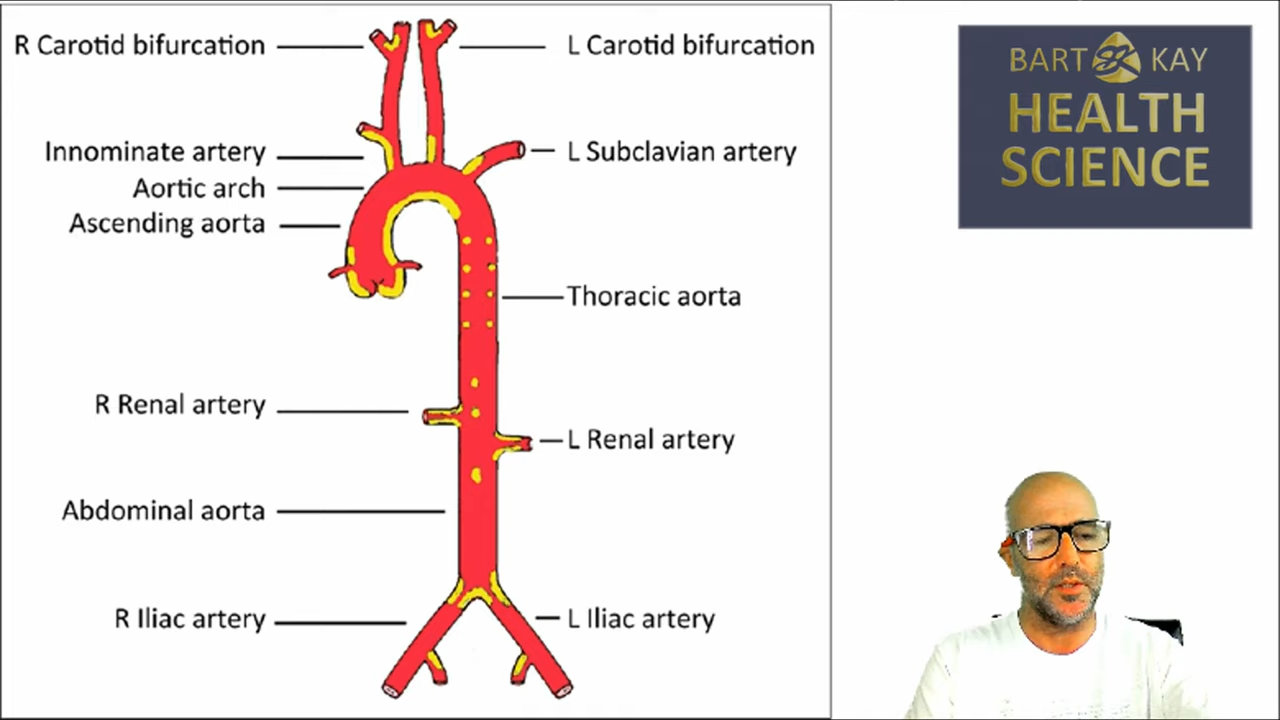 R Carotid bifurcation
L Carotid bifurcation
Innominate artery
L Subclavian artery
Aortic arch
Ascending aorta
Thoracic aorta
R Renal artery
L Renal artery
Abdominal aorta
R Iliac artery
L Iliac artery
BART KAY
HEALTH
SCIENCE